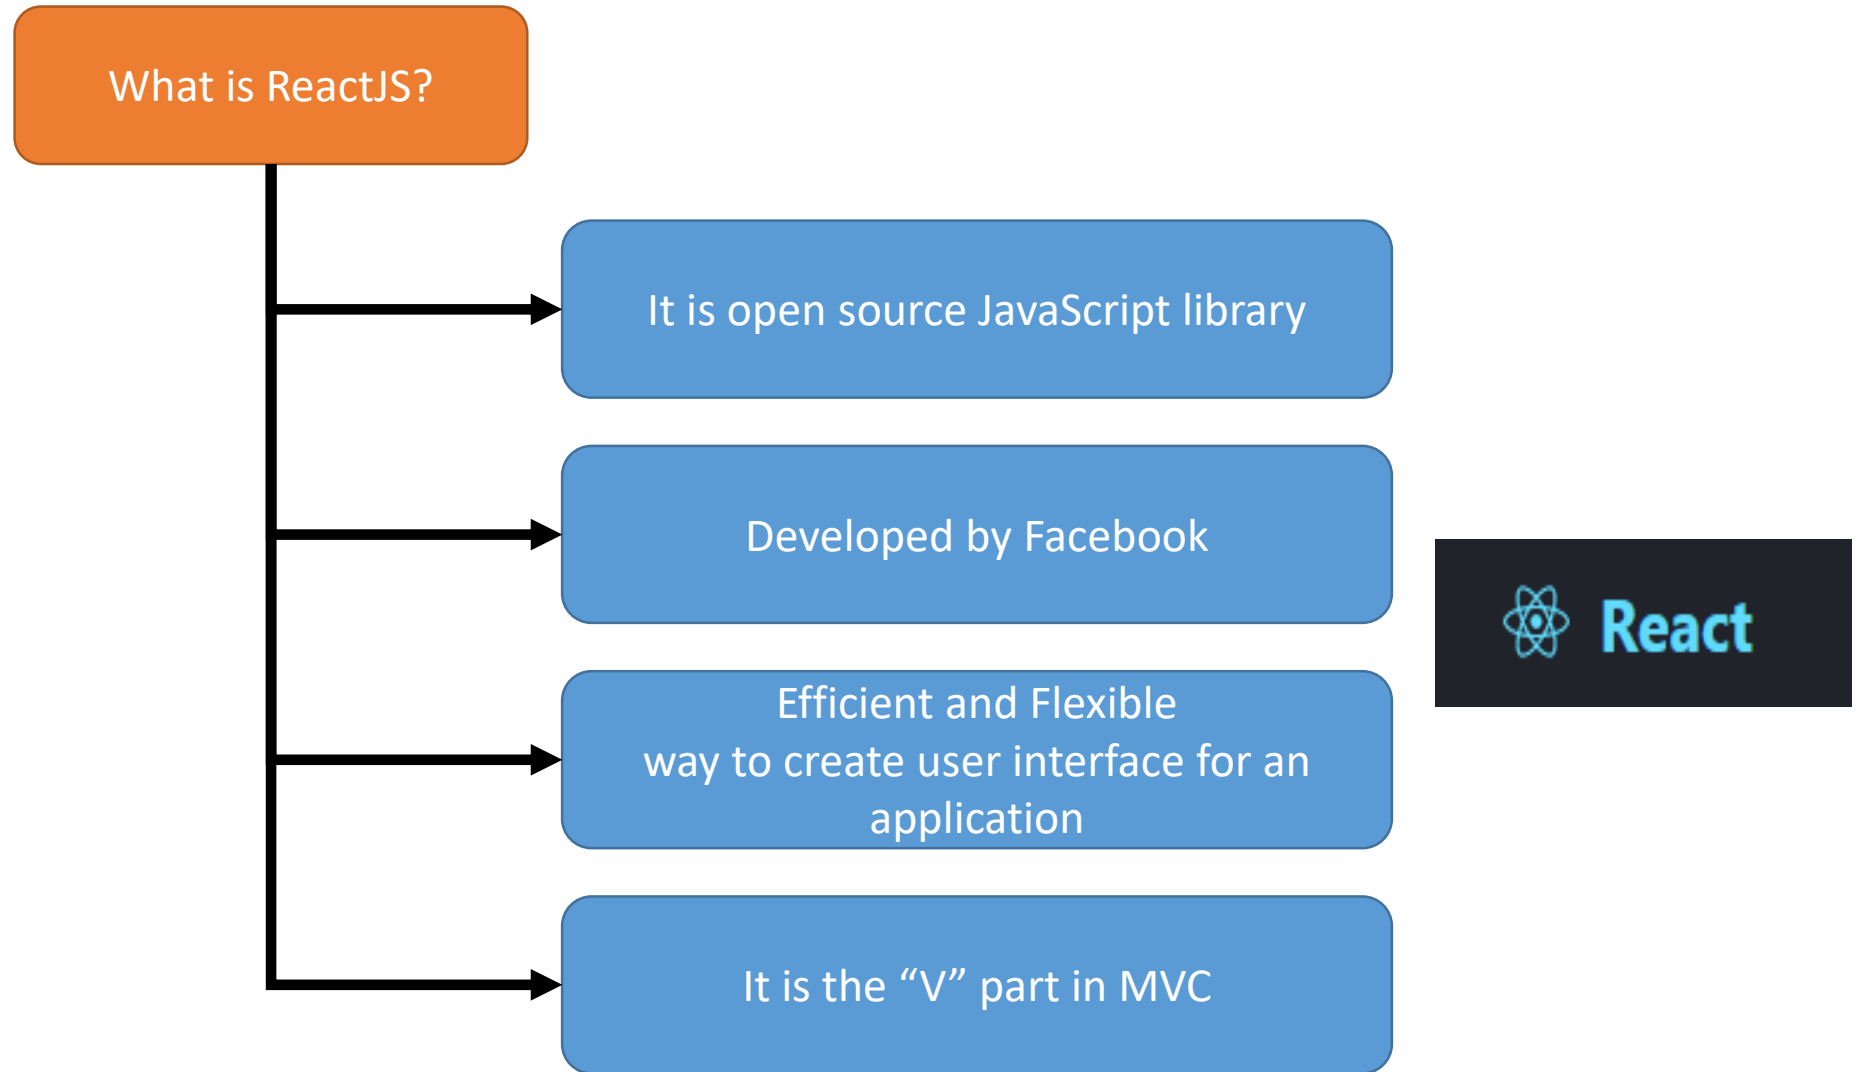 What is ReactJS?
It is open source JavaScript library
Developed by Facebook
Efficient and Flexible
way to create user interface for an
application
It is the “V” part in MVC
React